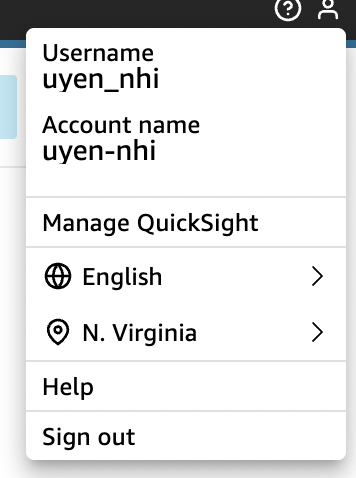 Username
uyen_nhi
Account name
uyen-nhi
Manage QuickSight
English
N. Virginia
Help
Sign out